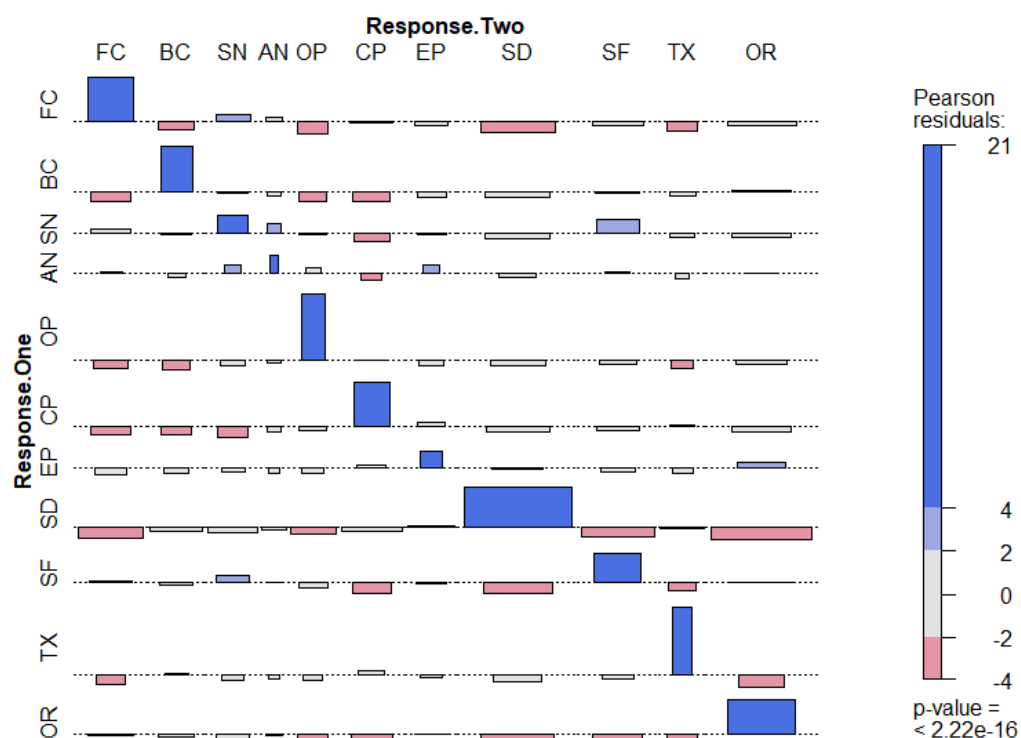 Response.Two
FC BC SN AN OP CP EP SD SF TX OR
Response.One
FC
BC
SN
AN
OP
CP
EP
SD
SF
TX
OR
Pearson
residuals:
21
4
2
0
-2
-4
p-value =
< 2.22e-16